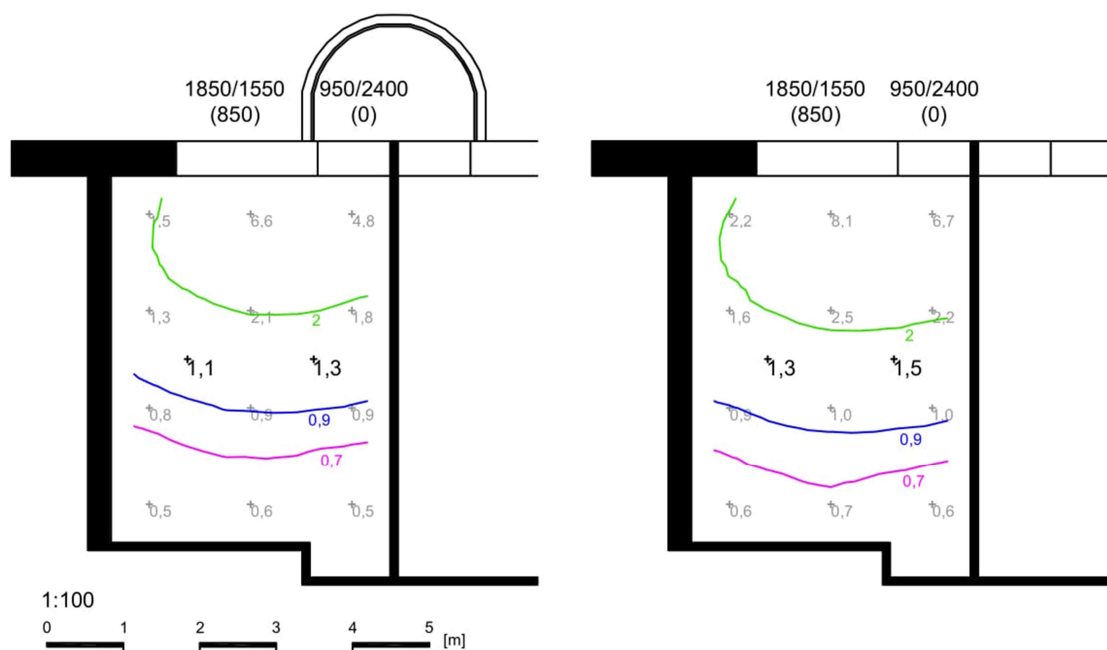 1850/1550 950/2400 1850/1550 950/2400
(850) (0) (850) (0)
,5 6,6 4,8 2,2 8,1 6,7
1,3 2,1 1,8 1,6 2,5 2,2
2 2
1,1 1,3 1,3 1,5
0,8 0,9 0,9 0,9 1,0 1,0
0,9 0,9
0,7 0,7
0,5 0,6 0,5 0,6 0,7 0,6
1:100
0 1 2 3 4 5 [m]